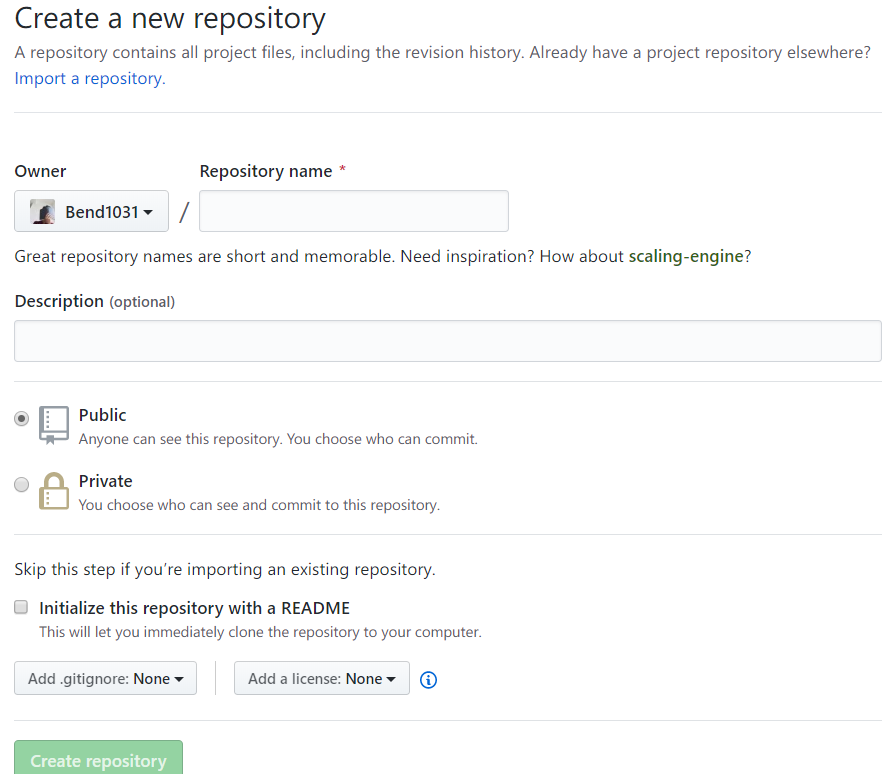 Create a new repository
A repository contains all project files, including the revision history. Already have a project repository elsewhere?
Import a repository.
Owner Repository name *
Bend1031 /
Great repository names are short and memorable. Need inspiration? How about scaling-engine?
Description (optional)
Public
Anyone can see this repository. You choose who can commit.
Private
You choose who can see and commit to this repository.
Skip this step if you’re importing an existing repository.
Initialize this repository with a README
This will let you immediately clone the repository to your computer.
Add .gitignore: None Add a license: None
Create repository